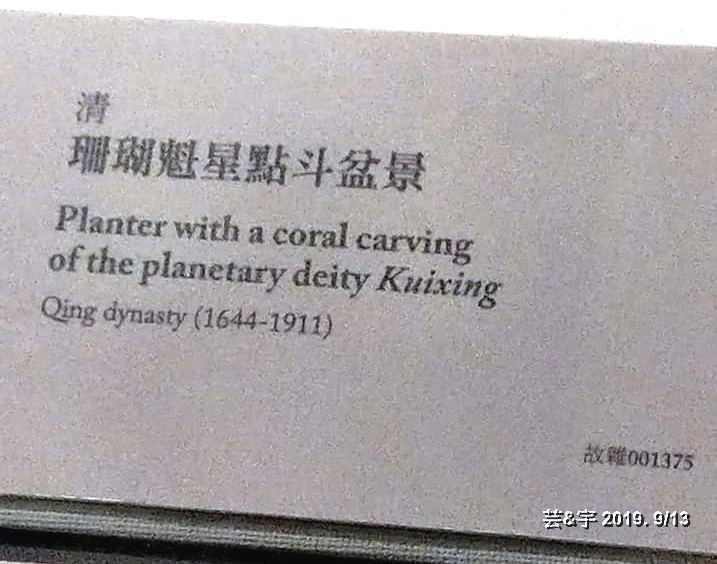 清
珊瑚魁星點斗盆景
Planter with a coral carving
of the planetary deity Kuixing
Qing dynasty (1644-1911)
故雜001375
芸&宇 2019. 9/13